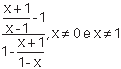 x+1
x-1
-1
1-
x+1
1-x
, x ≠ 0 e x ≠ 1